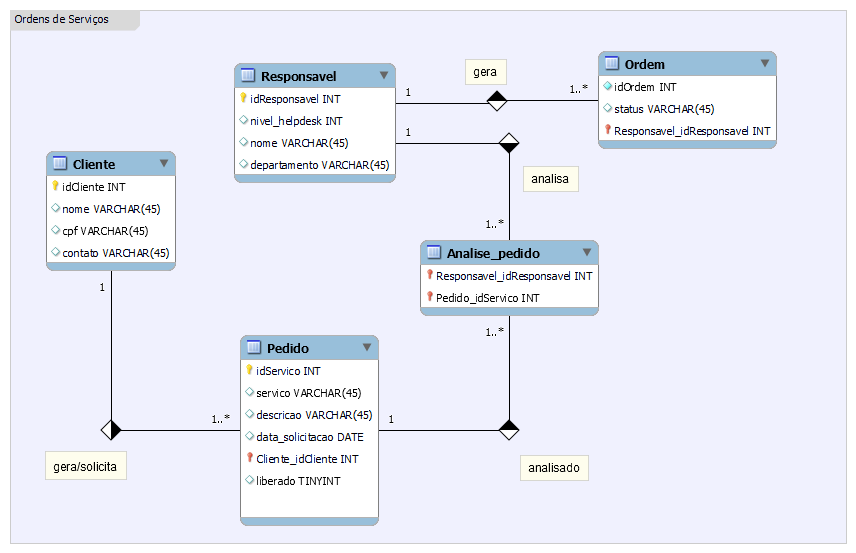 Ordens de Serviços
Responsavel
idResponsavel INT
nivel_helpdesk INT
nome VARCHAR(45)
departamento VARCHAR(45)
1
gera
1..*
Ordem
idOrdem INT
status VARCHAR(45)
Responsavel_idResponsavel INT
1
analisa
1..*
Cliente
idCliente INT
nome VARCHAR(45)
cpf VARCHAR(45)
contato VARCHAR(45)
1
gera/solicita
1..*
Analise_pedido
Responsavel_idResponsavel INT
Pedido_idServico INT
1..*
Pedido
idServico INT
servico VARCHAR(45)
descricao VARCHAR(45)
data_solicitacao DATE
Cliente_idCliente INT
liberado TINYINT
1
analisado